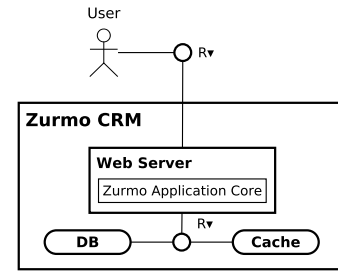 User
R▾
Zurmo CRM
Web Server
Zurmo Application Core
R▾
DB
Cache